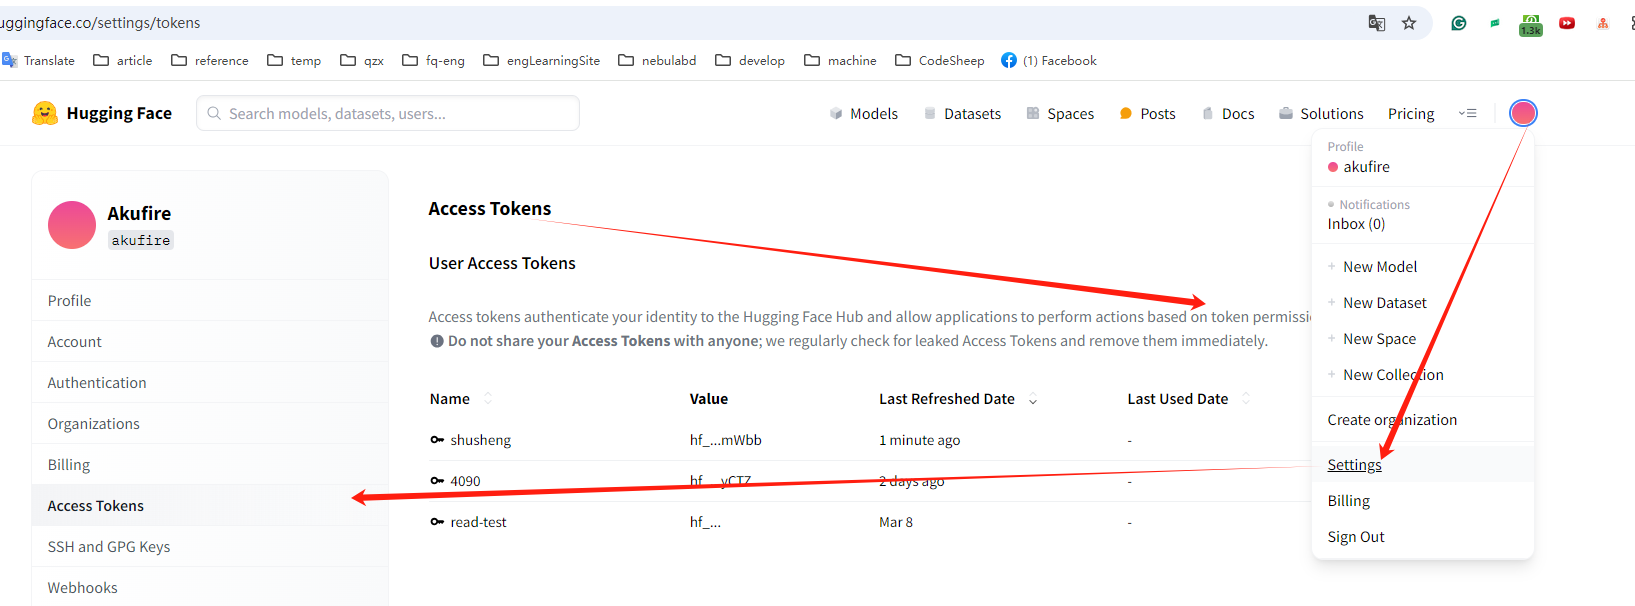 uggingface.co/settings/tokens
1.3k
Translate article reference temp qzx fq-eng engLearningSite nebulabd develop machine CodeSheep (1) Facebook
Hugging Face Search models, datasets, users... Models Datasets Spaces Posts Docs Solutions Pricing
Profile
akufire
Notifications
Inbox (0)
+ New Model
+ New Dataset
+ New Space
+ New Collection
Create organization
Settings
Billing
Sign Out
Akufire
akufire
Profile
Account
Authentication
Organizations
Billing
Access Tokens
SSH and GPG Keys
Webhooks
Access Tokens
User Access Tokens
Access tokens authenticate your identity to the Hugging Face Hub and allow applications to perform actions based on token permissi
Do not share your Access Tokens with anyone; we regularly check for leaked Access Tokens and remove them immediately.
Name Value Last Refreshed Date Last Used Date
shusheng hf_...mWbb 1 minute ago -
4090 hf_...yCTZ 2 days ago -
read-test hf_... Mar 8 -